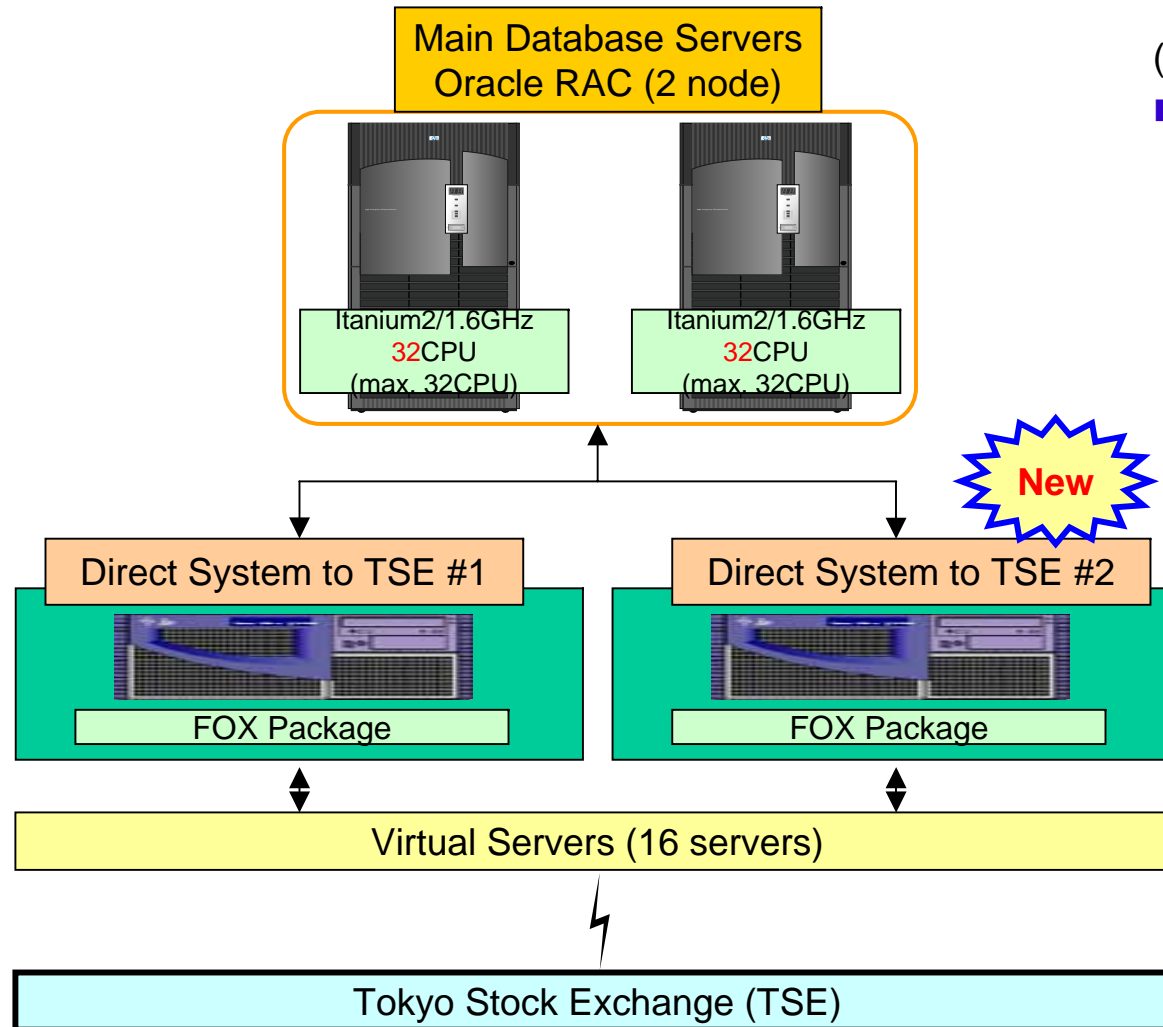 Main Database Servers
Oracle RAC (2 node)
(
Itanium2/1.6GHz
32CPU
(max. 32CPU)
Itanium2/1.6GHz
32CPU
(max. 32CPU)
New
Direct System to TSE #1
Direct System to TSE #2
FOX Package
FOX Package
Virtual Servers (16 servers)
Tokyo Stock Exchange (TSE)